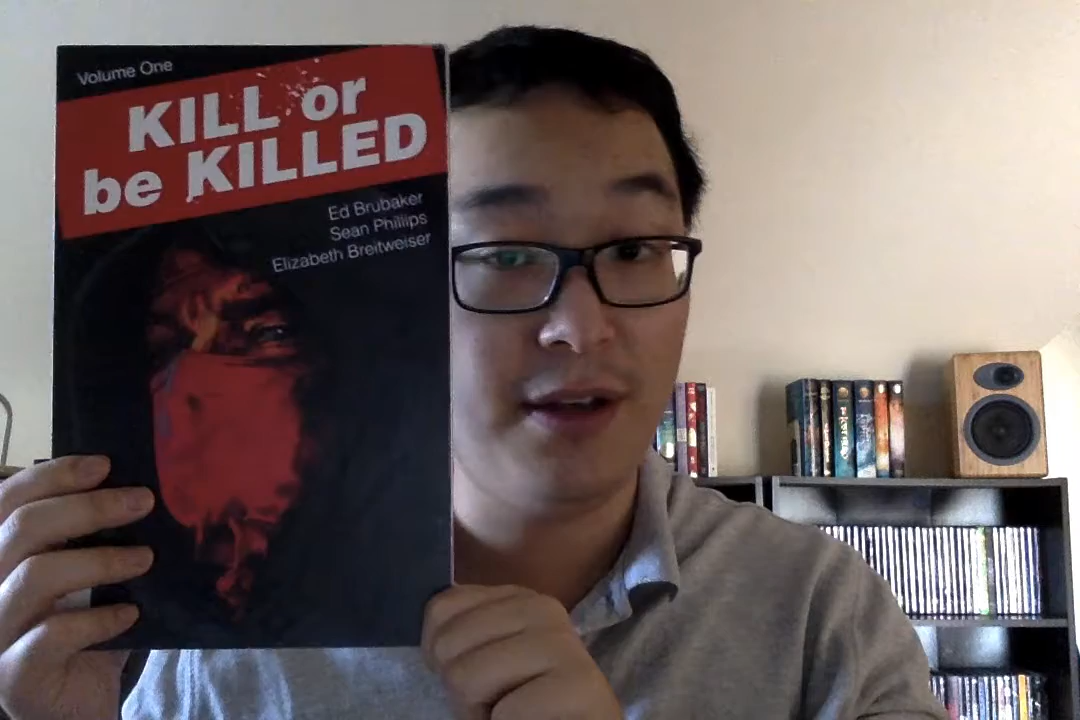 Volume One
KILL or
be KILLED
Ed Brubaker
Sean Phillips
Elizabeth Breitweiser